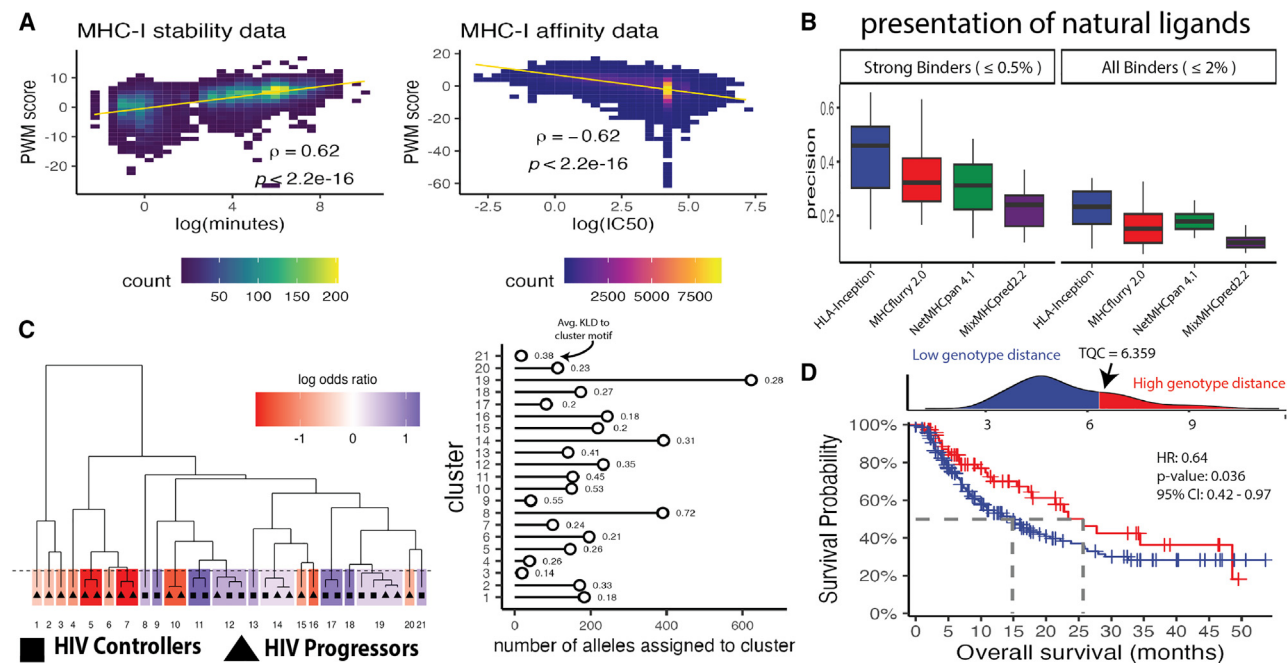 A
MHC-I stability data
PWM score
10
0
-10
-20
ρ = 0.62
p < 2.2e-16
0
4
8
log(minutes)
count
50 100 150 200
MHC-I affinity data
PWM score
20
0
-20
-40
-60
ρ = −0.62
p < 2.2e-16
-2.5
0.0
2.5
5.0
7.5
log(IC50)
count
2500 5000 7500
B
presentation of natural ligands
Strong Binders ( ≤ 0.5% )
All Binders ( ≤ 2% )
precision
0.6
0.4
0.2
HLA-Inception
MHCflurry 2.0
NetMHCpan 4.1
MixMHCpred2.2
HLA-Inception
MHCflurry 2.0
NetMHCpan 4.1
MixMHCpred2.2
C
log odds ratio
-1 0 1
1 2 3 4 5 6 7 8 9 10 11 12 13 14 15 16 17 18 19 20 21
HIV Controllers
HIV Progressors
Avg. KLD to
cluster motif
cluster
21 0.38
20 0.23
19 0.28
18 0.27
17 0.2
16 0.18
15 0.2
14 0.31
13 0.41
12 0.35
11 0.45
10 0.53
9 0.55
8 0.72
7 0.24
6 0.21
5 0.26
4 0.26
3 0.14
2 0.33
1 0.18
0 200 400 600
number of alleles assigned to cluster
D
Low genotype distance
TQC = 6.359
High genotype distance
3 6 9
Survival Probability
100%
80%
60%
40%
20%
0%
HR: 0.64
p-value: 0.036
95% CI: 0.42 - 0.97
0 5 10 15 20 25 30 35 40 45 50
Overall survival (months)